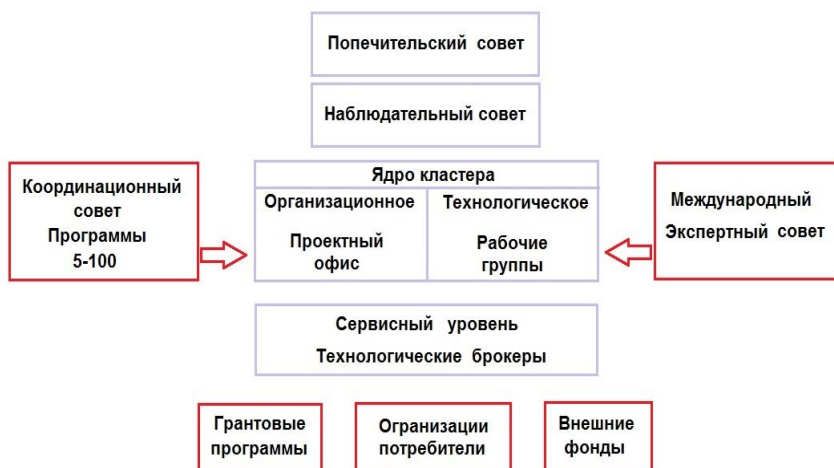 Попечительский совет
Наблюдательный совет
Координационный
совет
Программы
5-100
Ядро кластера
Организационное
Проектный
офис
Технологическое
Рабочие
группы
Международный
Экспертный совет
Сервисный уровень
Технологические брокеры
Грантовые
программы
Огранизации
потребители
Внешние
фонды